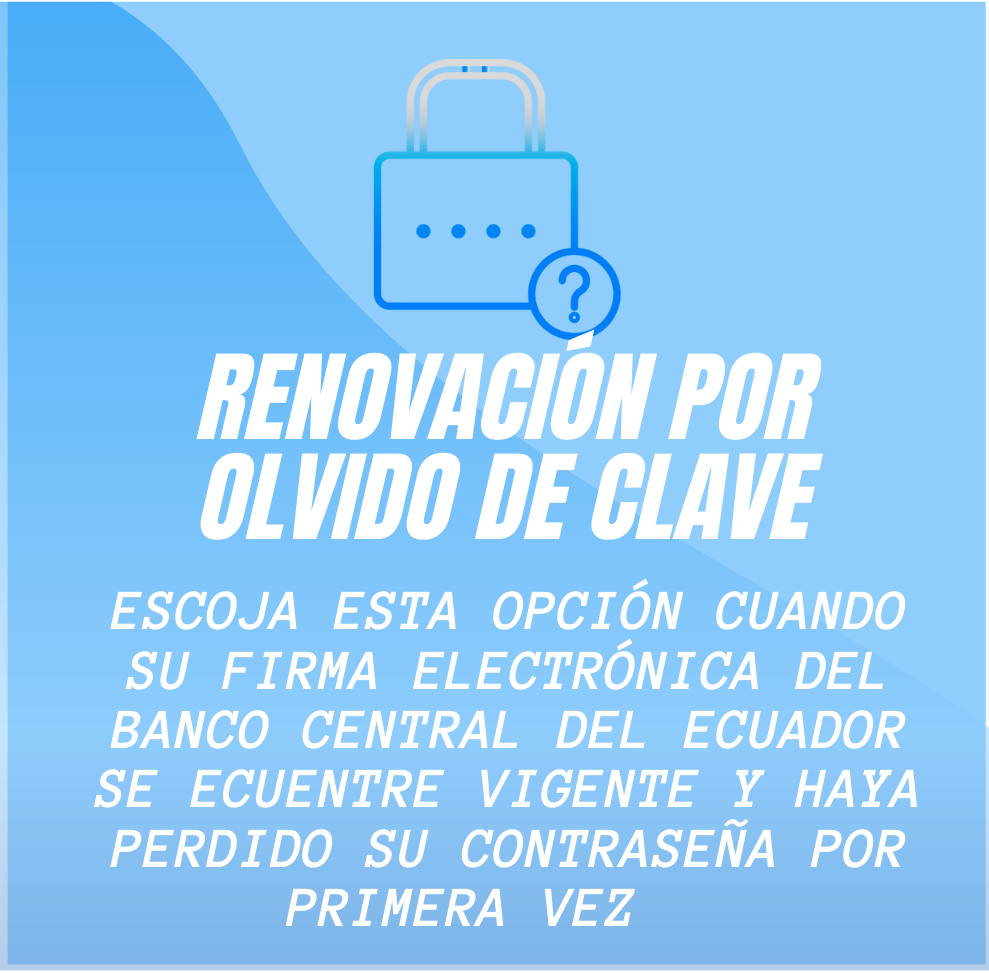 ?
RENOVACIÓN POR
OLVIDO DE CLAVE
ESCOJA ESTA OPCIÓN CUANDO
SU FIRMA ELECTRÓNICA DEL
BANCO CENTRAL DEL ECUADOR
SE ECUENTRE VIGENTE Y HAYA
PERDIDO SU CONTRASEÑA POR
PRIMERA VEZ